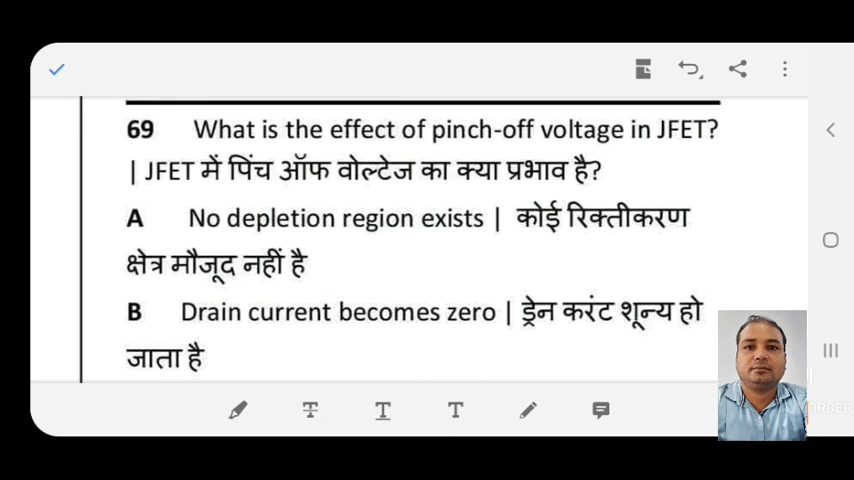 69 What is the effect of pinch-off voltage in JFET?
| JFET में पिंच ऑफ वोल्टेज का क्या प्रभाव है?
A No depletion region exists | कोई रिक्तीकरण
क्षेत्र मौजूद नहीं है
B Drain current becomes zero | ड्रेन करंट शून्य हो
जाता है
T T T